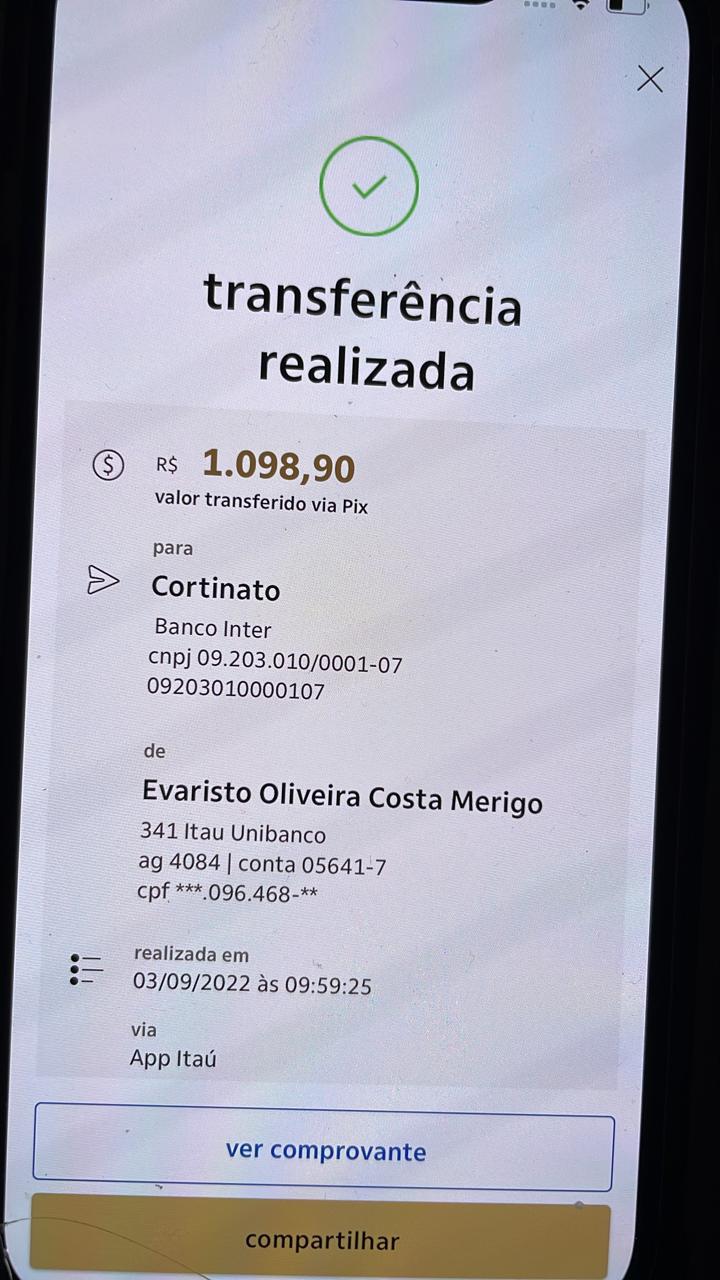 transferência
realizada
R$ 1.098,90
valor transferido via Pix
para
Cortinato
Banco Inter
cnpj 09.203.010/0001-07
09203010000107
de
Evaristo Oliveira Costa Merigo
341 Itau Unibanco
ag 4084 | conta 05641-7
cpf ***.096.468-**
realizada em
03/09/2022 às 09:59:25
via
App Itaú
ver comprovante
compartilhar